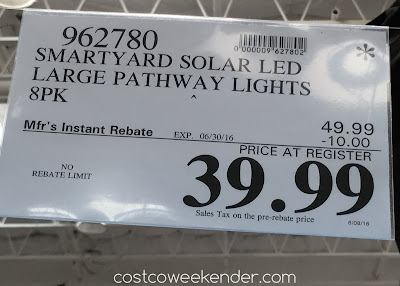 962780
0000009627802
*
SMARTYARD SOLAR LED
LARGE PATHWAY LIGHTS
8PK
49.99
Mfr's Instant Rebate EXP. 06/30/16 -10.00
PRICE AT REGISTER
NO
REBATE LIMIT
39.99
Sales Tax on the pre-rebate price
6/08/16
costcoweekender.com